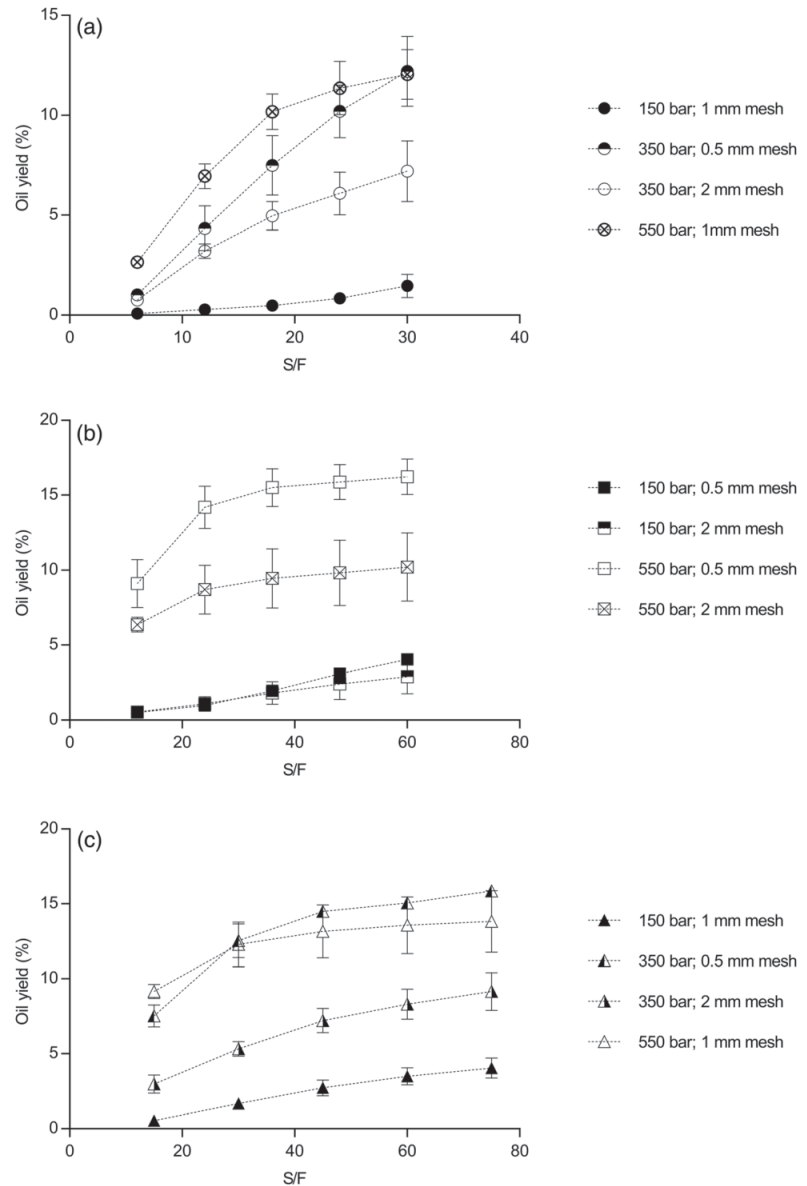 (a)
15
10
5
0
Oil yield (%)
0 10 20 30 40
S/F
150 bar; 1 mm mesh
350 bar; 0.5 mm mesh
350 bar; 2 mm mesh
550 bar; 1mm mesh
(b)
20
15
10
5
0
Oil yield (%)
0 20 40 60 80
S/F
150 bar; 0.5 mm mesh
150 bar; 2 mm mesh
550 bar; 0.5 mm mesh
550 bar; 2 mm mesh
(c)
20
15
10
5
0
Oil yield (%)
0 20 40 60 80
S/F
150 bar; 1 mm mesh
350 bar; 0.5 mm mesh
350 bar; 2 mm mesh
550 bar; 1 mm mesh